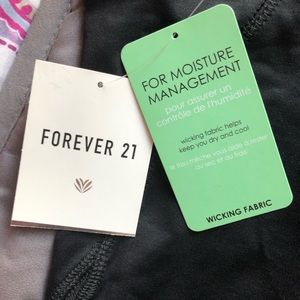 FOREVER 21
FOR MOISTURE
MANAGEMENT
pour assurer un
contrôle de l'humidité
wicking fabric helps
keep you dry and cool
le tissu mèche vous aide à rester
au sec et au frais
WICKING FABRIC